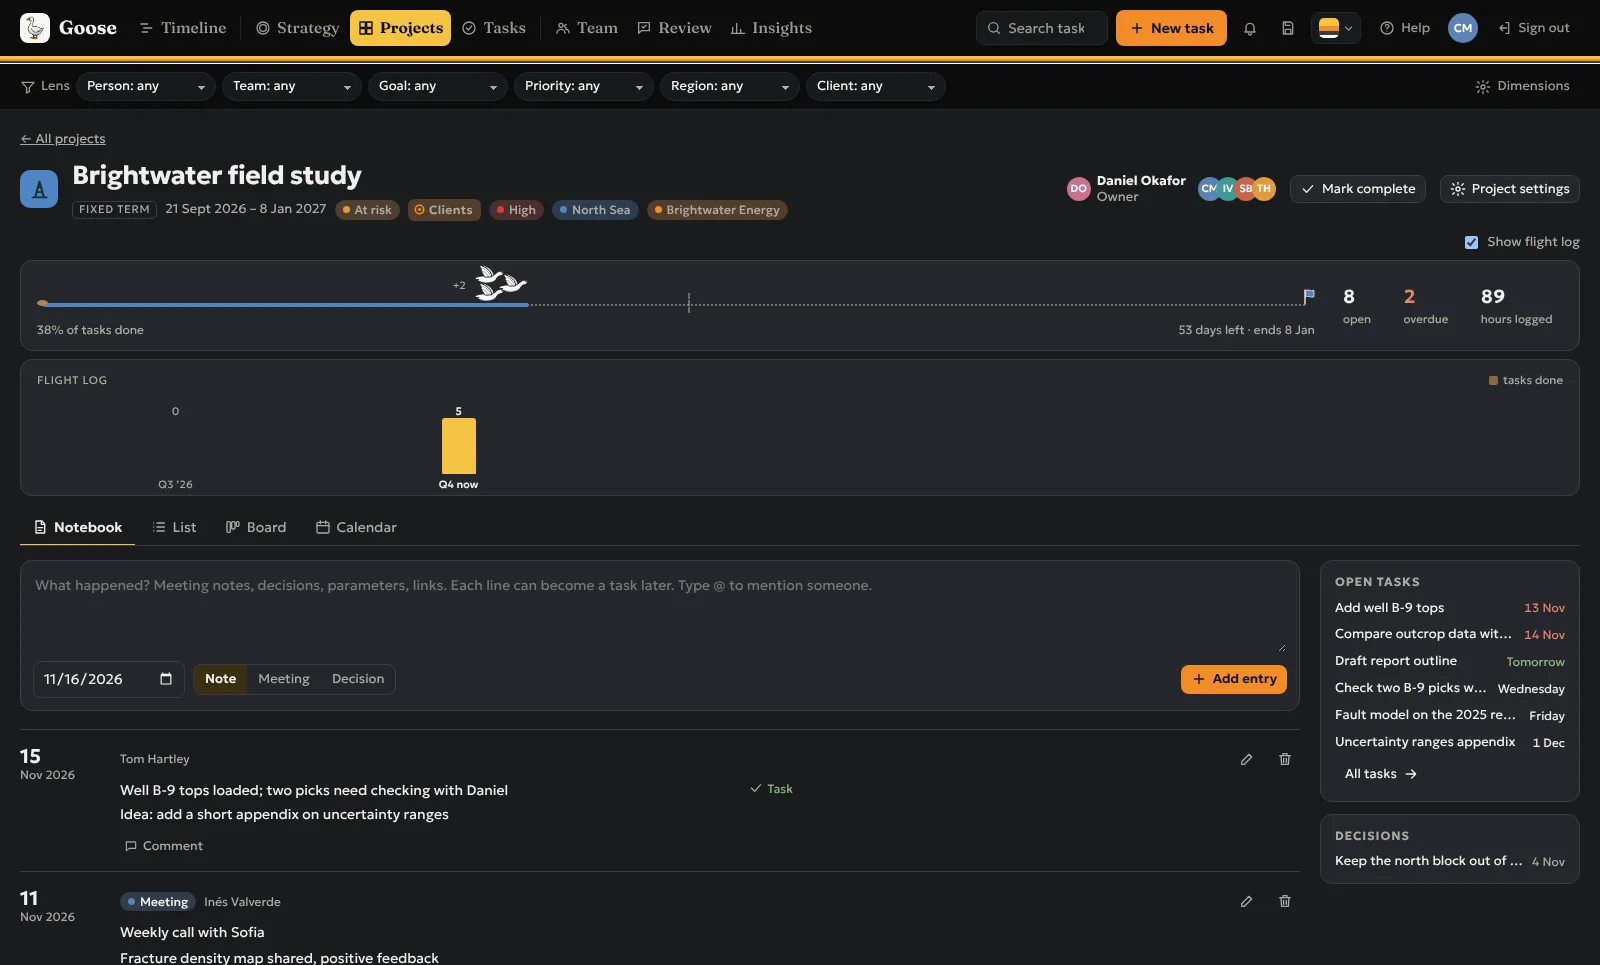 Goose
Timeline
Strategy
Projects
Tasks
Team
Review
Insights
Search task
New task
Help
CM
Sign out
Lens
Person: any
Team: any
Goal: any
Priority: any
Region: any
Client: any
Dimensions
← All projects
Brightwater field study
FIXED TERM
21 Sept 2026 – 8 Jan 2027
At risk
Clients
High
North Sea
Brightwater Energy
DO
Daniel Okafor
Owner
CM
IV
SB
TH
Mark complete
Project settings
Show flight log
+2
38% of tasks done
53 days left · ends 8 Jan
8
open
2
overdue
89
hours logged
FLIGHT LOG
tasks done
0
5
Q3 '26
Q4 now
Notebook
List
Board
Calendar
What happened? Meeting notes, decisions, parameters, links. Each line can become a task later. Type @ to mention someone.
11/16/2026
Note
Meeting
Decision
Add entry
15
Nov 2026
Tom Hartley
Well B-9 tops loaded; two picks need checking with Daniel
Task
Idea: add a short appendix on uncertainty ranges
Comment
11
Nov 2026
Meeting
Inés Valverde
Weekly call with Sofia
Fracture density map shared, positive feedback
OPEN TASKS
Add well B-9 tops 13 Nov
Compare outcrop data wit... 14 Nov
Draft report outline Tomorrow
Check two B-9 picks w... Wednesday
Fault model on the 2025 re... Friday
Uncertainty ranges appendix 1 Dec
All tasks →
DECISIONS
Keep the north block out of ... 4 Nov